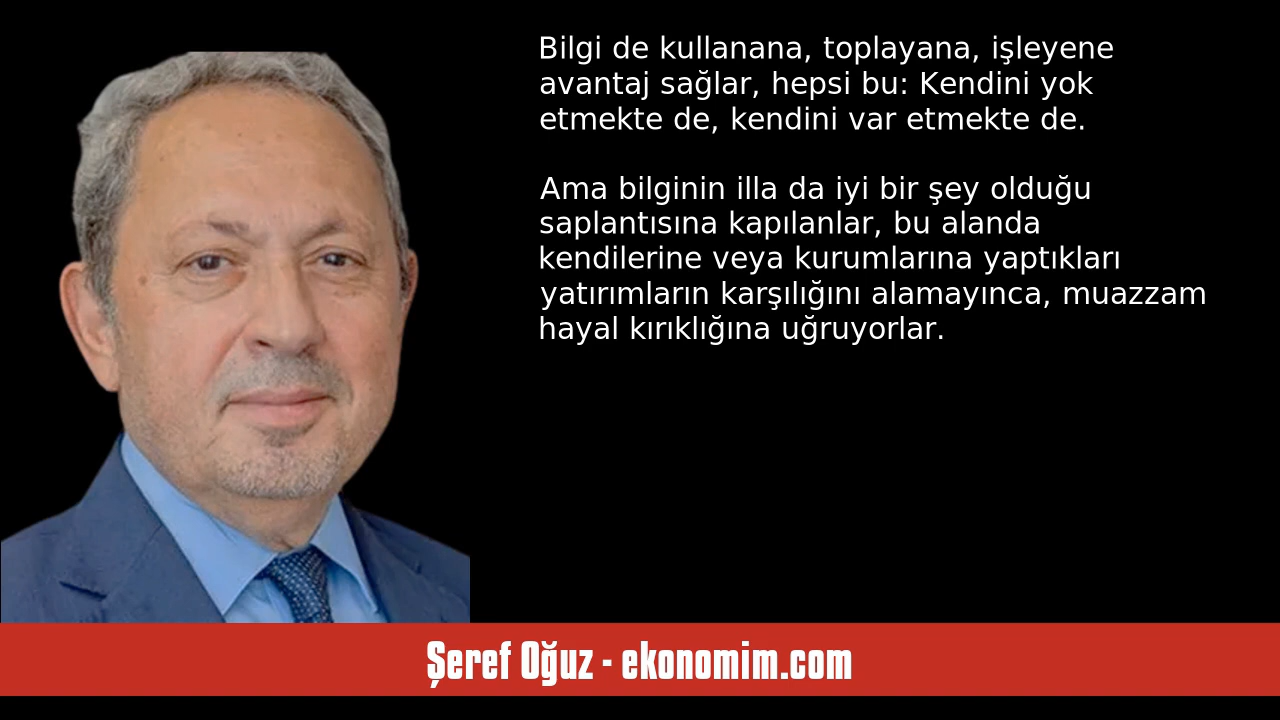 Bilgi de kullanana, toplayana, işleyene
avantaj sağlar, hepsi bu: Kendini yok
etmekte de, kendini var etmekte de.
Ama bilginin illa da iyi bir şey olduğu
saplantısına kapılanlar, bu alanda
kendilerine veya kurumlarına yaptıkları
yatırımların karşılığını alamayınca, muazzam
hayal kırıklığına uğruyorlar.
Şeref Oğuz - ekonomim.com